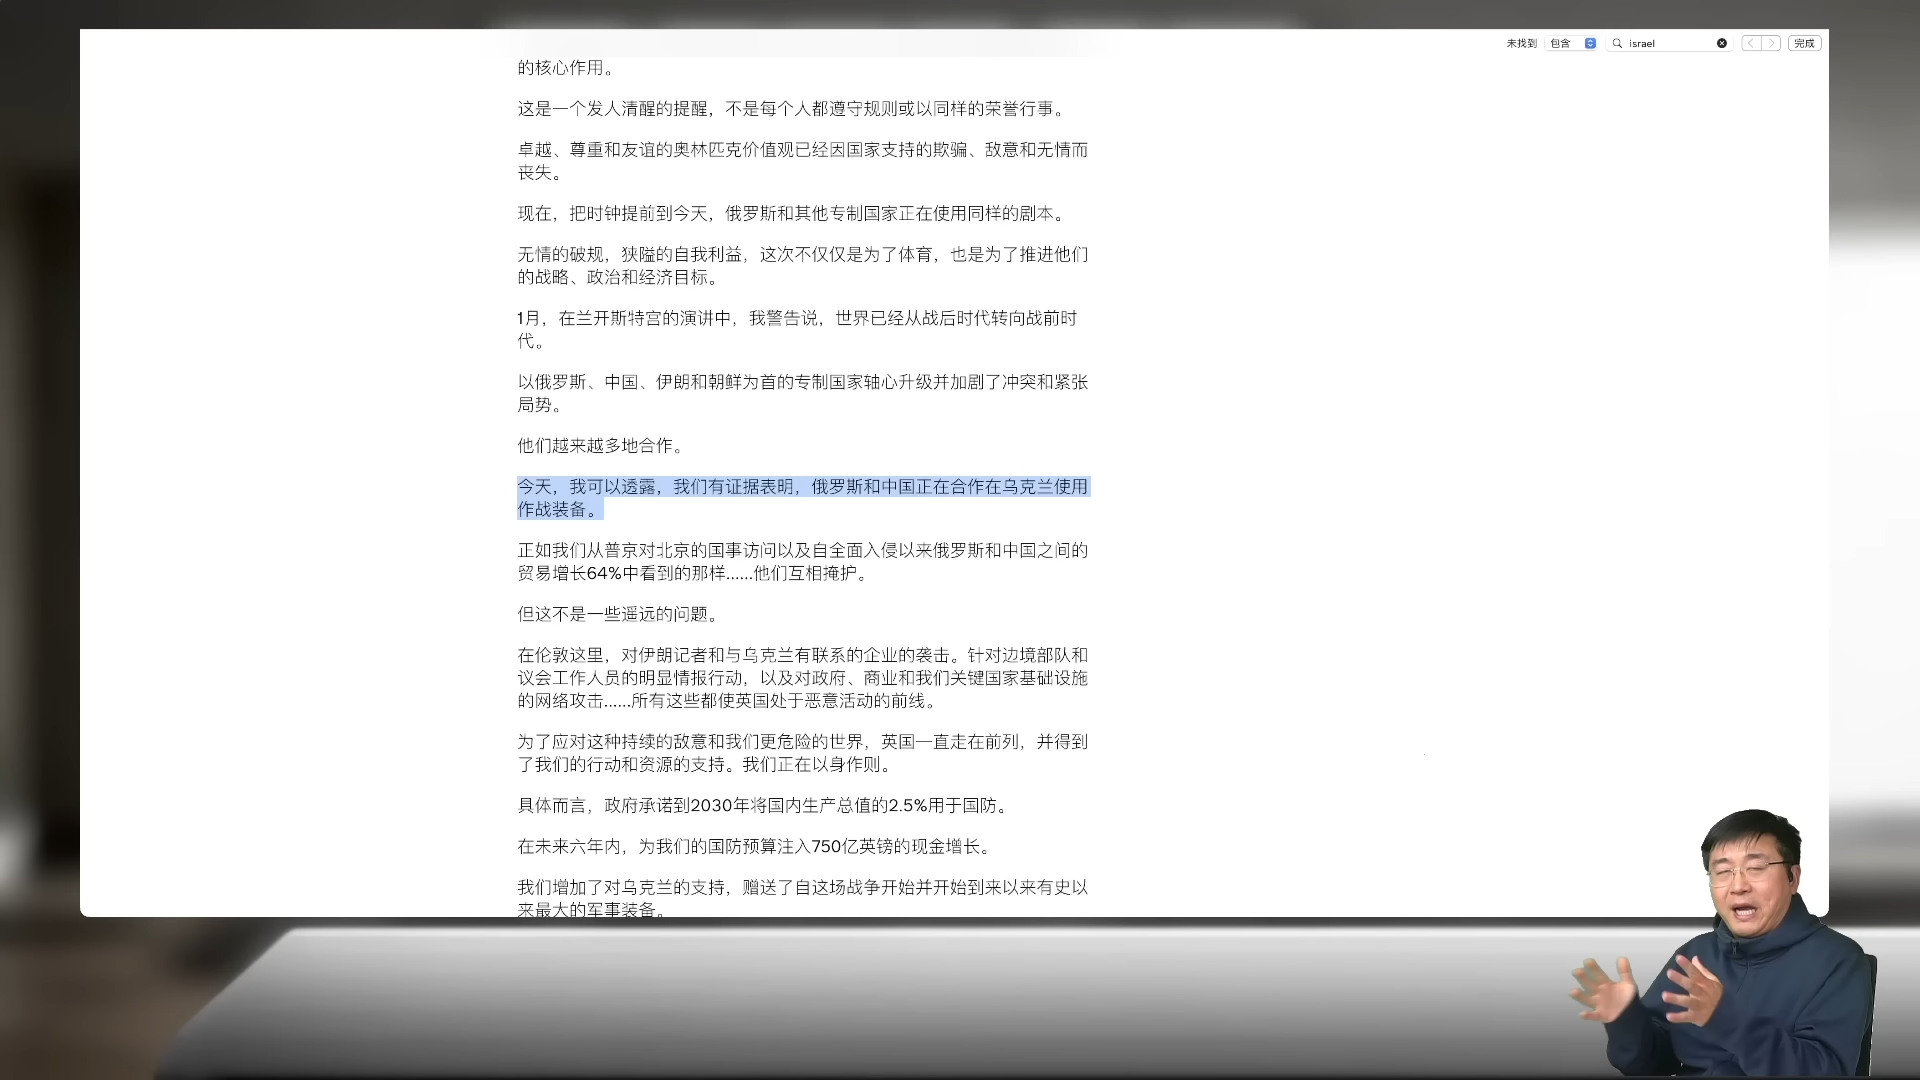 未找到 包含 israel 完成
的核心作用。
这是一个发人清醒的提醒，不是每个人都遵守规则或以同样的荣誉行事。
卓越、尊重和友谊的奥林匹克价值观已经因国家支持的欺骗、敌意和无情而
丧失。
现在，把时钟提前到今天，俄罗斯和其他专制国家正在使用同样的剧本。
无情的破规，狭隘的自我利益，这次不仅仅是为了体育，也是为了推进他们
的战略、政治和经济目标。
1月，在兰开斯特宫的演讲中，我警告说，世界已经从战后时代转向战前时
代。
以俄罗斯、中国、伊朗和朝鲜为首的专制国家轴心升级并加剧了冲突和紧张
局势。
他们越来越多地合作。
今天，我可以透露，我们有证据表明，俄罗斯和中国正在合作在乌克兰使用
作战装备。
正如我们从普京对北京的国事访问以及自全面入侵以来俄罗斯和中国之间的
贸易增长64%中看到的那样......他们互相掩护。
但这不是一些遥远的问题。
在伦敦这里，对伊朗记者和与乌克兰有联系的企业的袭击。针对边境部队和
议会工作人员的明显情报行动，以及对政府、商业和我们关键国家基础设施
的网络攻击......所有这些都使英国处于恶意活动的前线。
为了应对这种持续的敌意和我们更危险的世界，英国一直走在前列，并得到
了我们的行动和资源的支持。我们正在以身作则。
具体而言，政府承诺到2030年将国内生产总值的2.5%用于国防。
在未来六年内，为我们的国防预算注入750亿英镑的现金增长。
我们增加了对乌克兰的支持，赠送了自这场战争开始并开始到来以来有史以
来最大的军事装备。